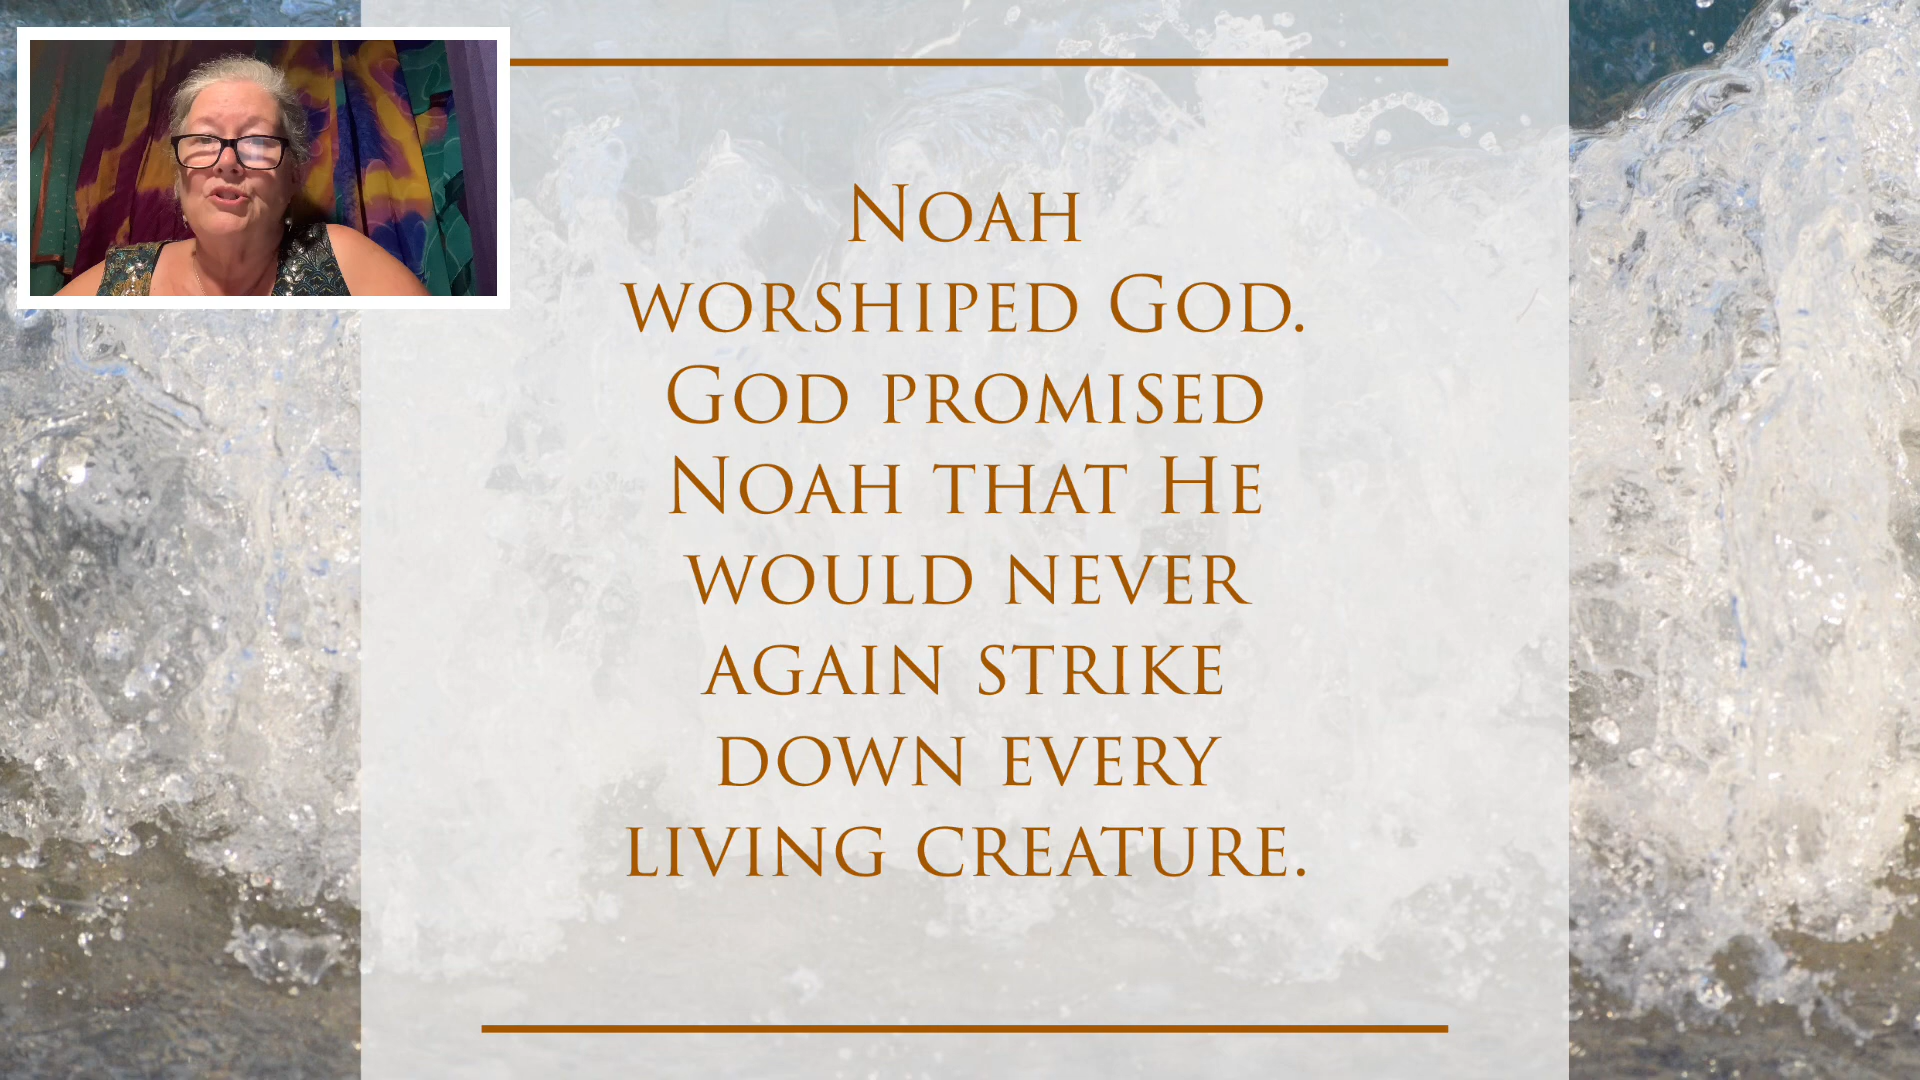 Noah
worshiped God.
God promised
Noah that He
would never
again strike
down every
living creature.